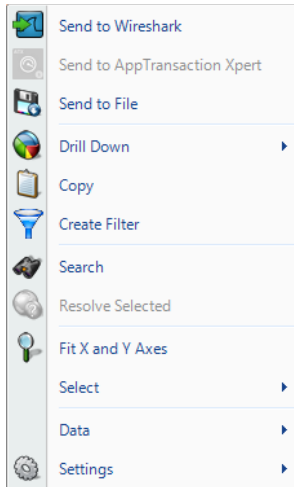 Send to Wireshark
Send to AppTransaction Xpert
Send to File
Drill Down
Copy
Create Filter
Search
Resolve Selected
Fit X and Y Axes
Select
Data
Settings